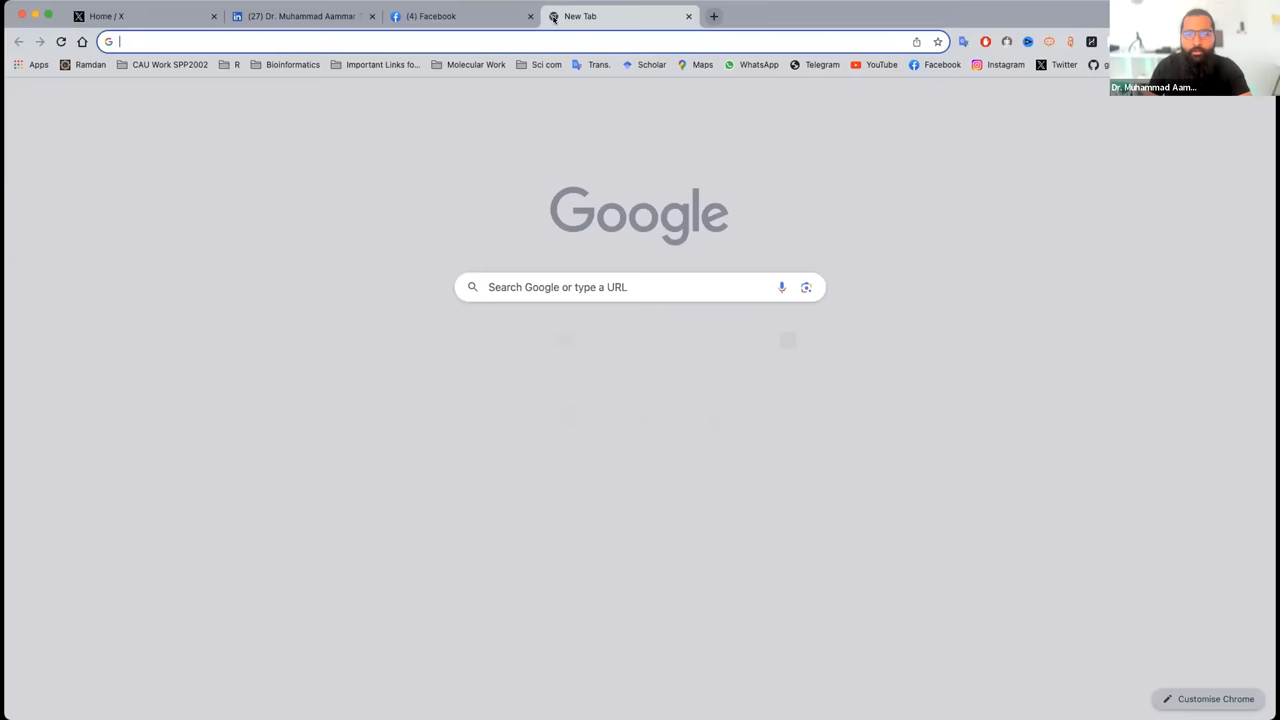 Home / X
(27) Dr. Muhammad Aammar T
(4) Facebook
New Tab
Apps
Ramdan
CAU Work SPP2002
R
Bioinformatics
Important Links fo...
Molecular Work
Sci com
Trans.
Scholar
Maps
WhatsApp
Telegram
YouTube
Facebook
Instagram
Twitter
g
Dr. Muhammad Aam...
Google
Search Google or type a URL
Customise Chrome